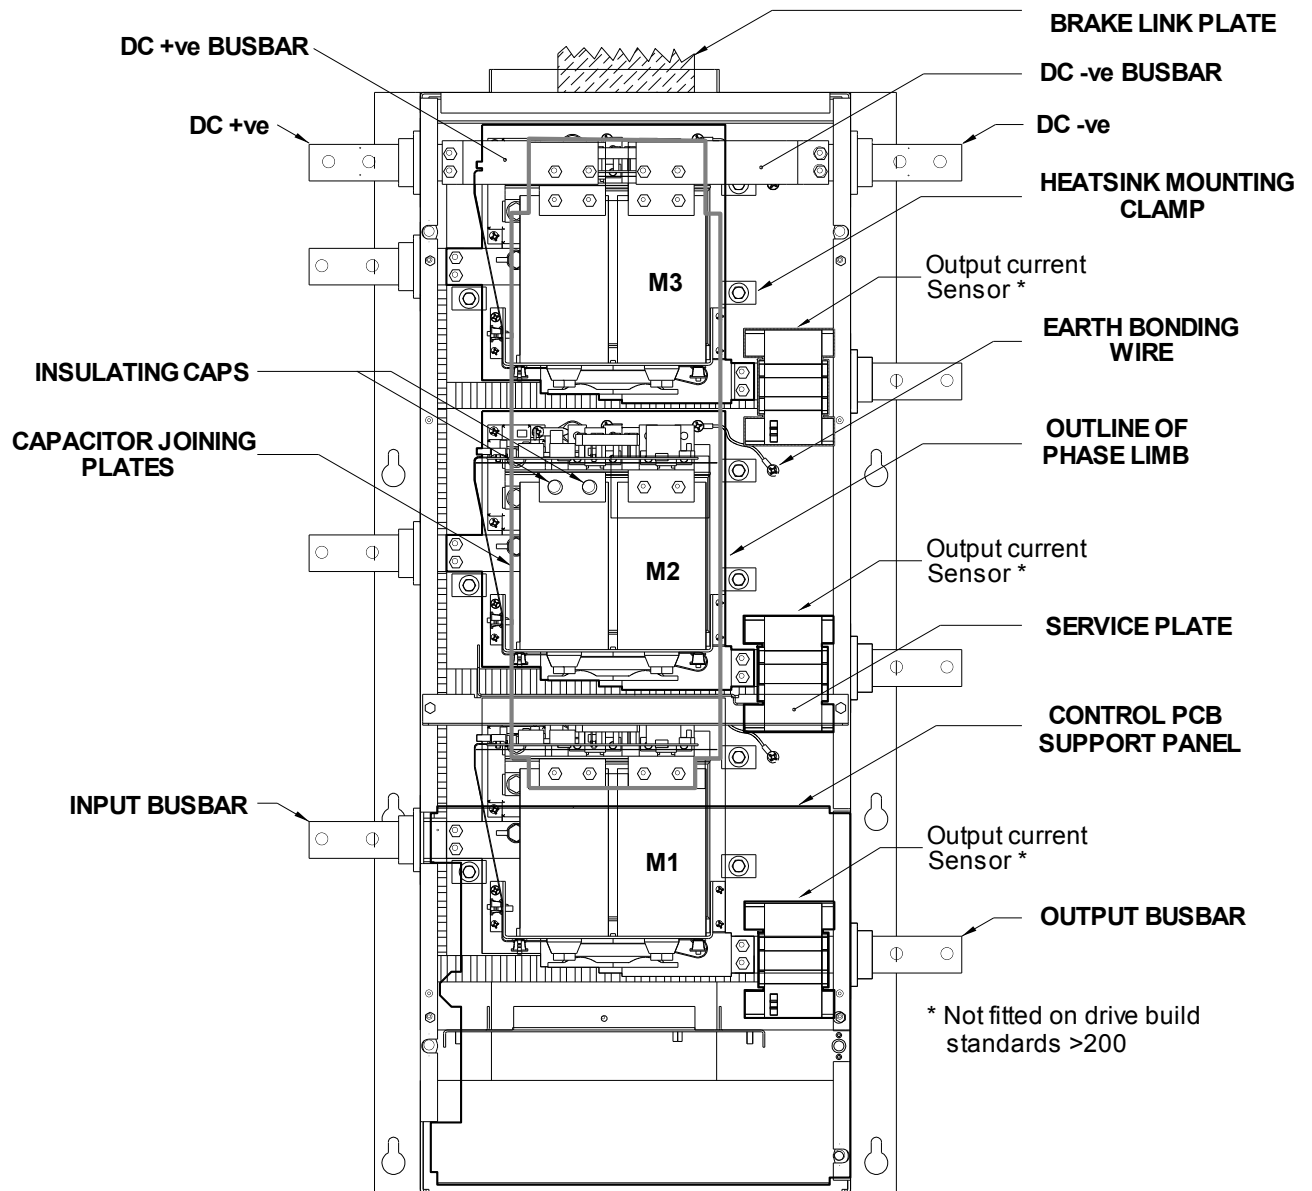 BRAKE LINK PLATE
DC +ve BUSBAR
DC -ve BUSBAR
DC +ve
DC -ve
HEATSINK MOUNTING
CLAMP
Output current
Sensor *
M3
EARTH BONDING
WIRE
INSULATING CAPS
CAPACITOR JOINING
PLATES
OUTLINE OF
PHASE LIMB
Output current
Sensor *
M2
SERVICE PLATE
CONTROL PCB
SUPPORT PANEL
INPUT BUSBAR
Output current
Sensor *
M1
OUTPUT BUSBAR
* Not fitted on drive build
standards >200